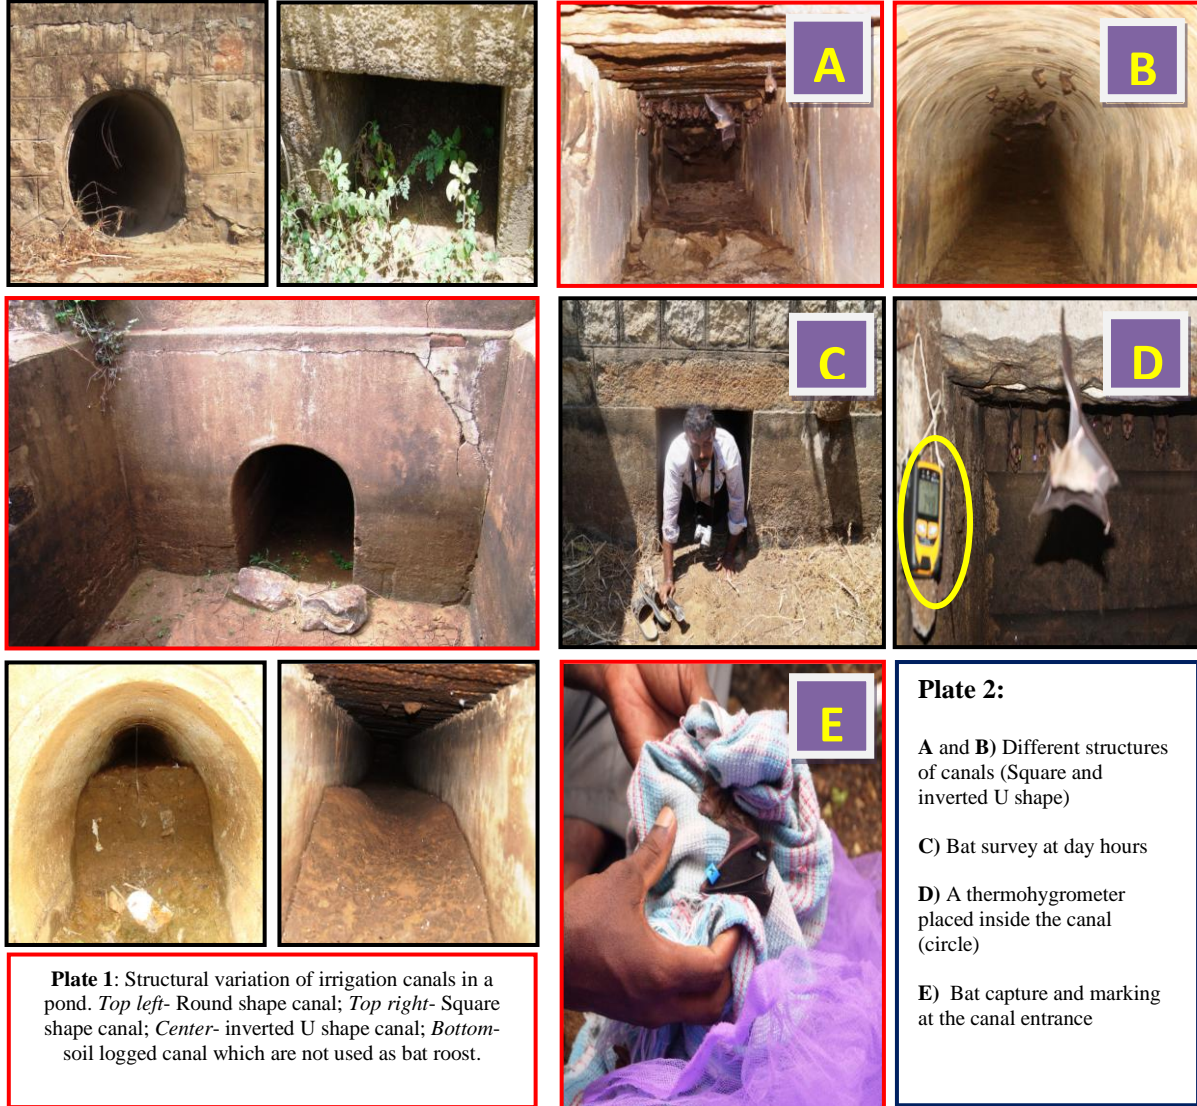 A
B
C
D
E
Plate 1: Structural variation of irrigation canals in a
pond. Top left- Round shape canal; Top right- Square
shape canal; Center- inverted U shape canal; Bottom-
soil logged canal which are not used as bat roost.
Plate 2:
A and B) Different structures
of canals (Square and
inverted U shape)
C) Bat survey at day hours
D) A thermohygrometer
placed inside the canal
(circle)
E) Bat capture and marking
at the canal entrance